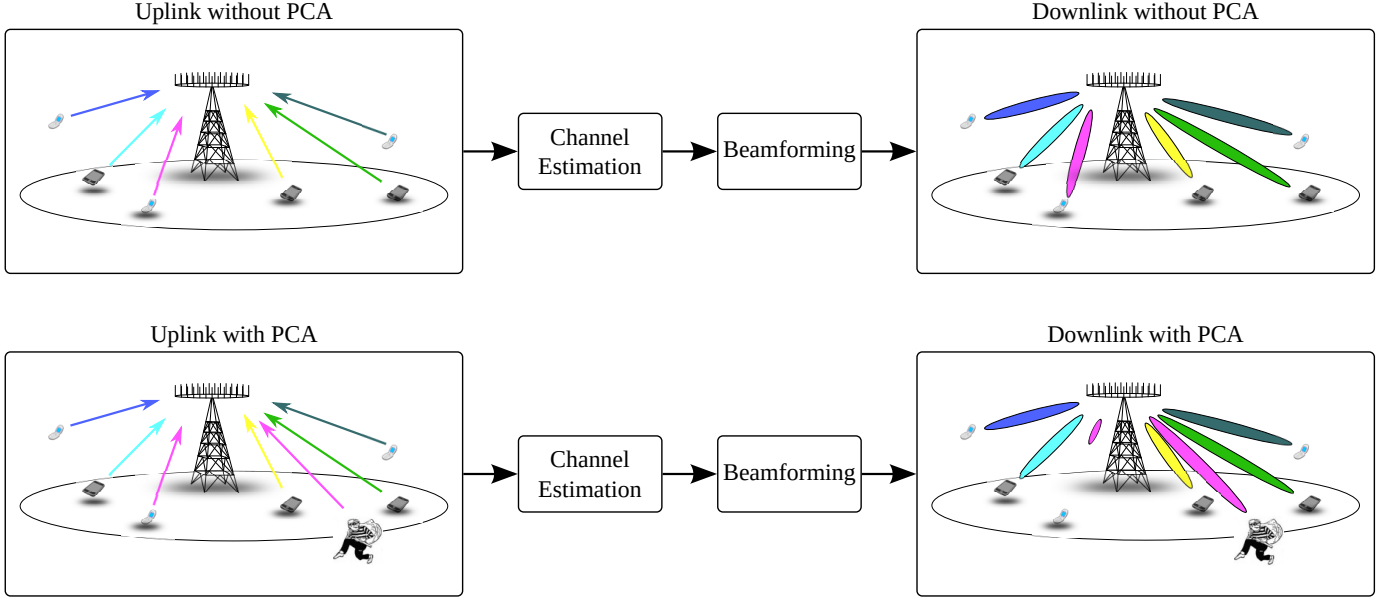 Uplink without PCA
Downlink without PCA
Channel
Estimation
Beamforming
Uplink with PCA
Downlink with PCA
Channel
Estimation
Beamforming